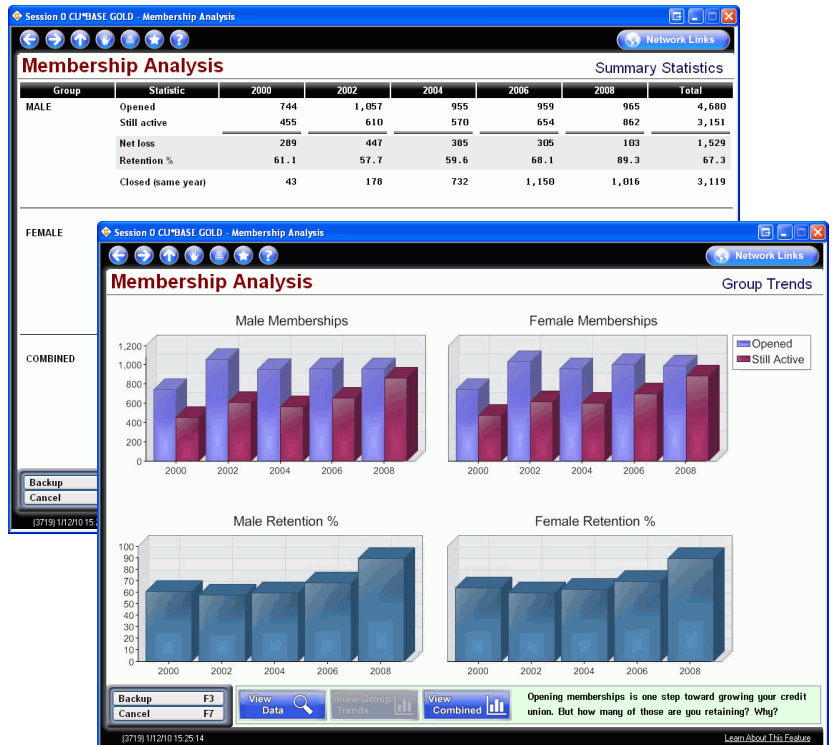 Session 0 CU*BASE GOLD - Membership Analysis
Network Links
Membership Analysis
Summary Statistics
Group Statistic 2000 2002 2004 2006 2008 Total
MALE Opened 744 1,057 955 959 965 4,680
Still active 455 610 570 654 862 3,151
Net loss 289 447 385 305 103 1,529
Retention % 61.1 57.7 59.6 68.1 89.3 67.3
Closed (same year) 43 178 732 1,150 1,016 3,119
FEMALE
COMBINED
Backup
Cancel
(3719) 1/12/10 15:2
Session 0 CU*BASE GOLD - Membership Analysis
Network Links
Membership Analysis
Group Trends
Male Memberships
Female Memberships
Opened
Still Active
1,200
1,000
800
600
400
200
0
2000 2002 2004 2006 2008
2000 2002 2004 2006 2008
Male Retention %
Female Retention %
100
90
80
70
60
50
40
30
20
10
0
2000 2002 2004 2006 2008
2000 2002 2004 2006 2008
Backup F3
Cancel F7
View Data
View Group Trends
View Combined
Opening memberships is one step toward growing your credit
union. But how many of those are you retaining? Why?
(3719) 1/12/10 15:25:14
Learn About This Feature